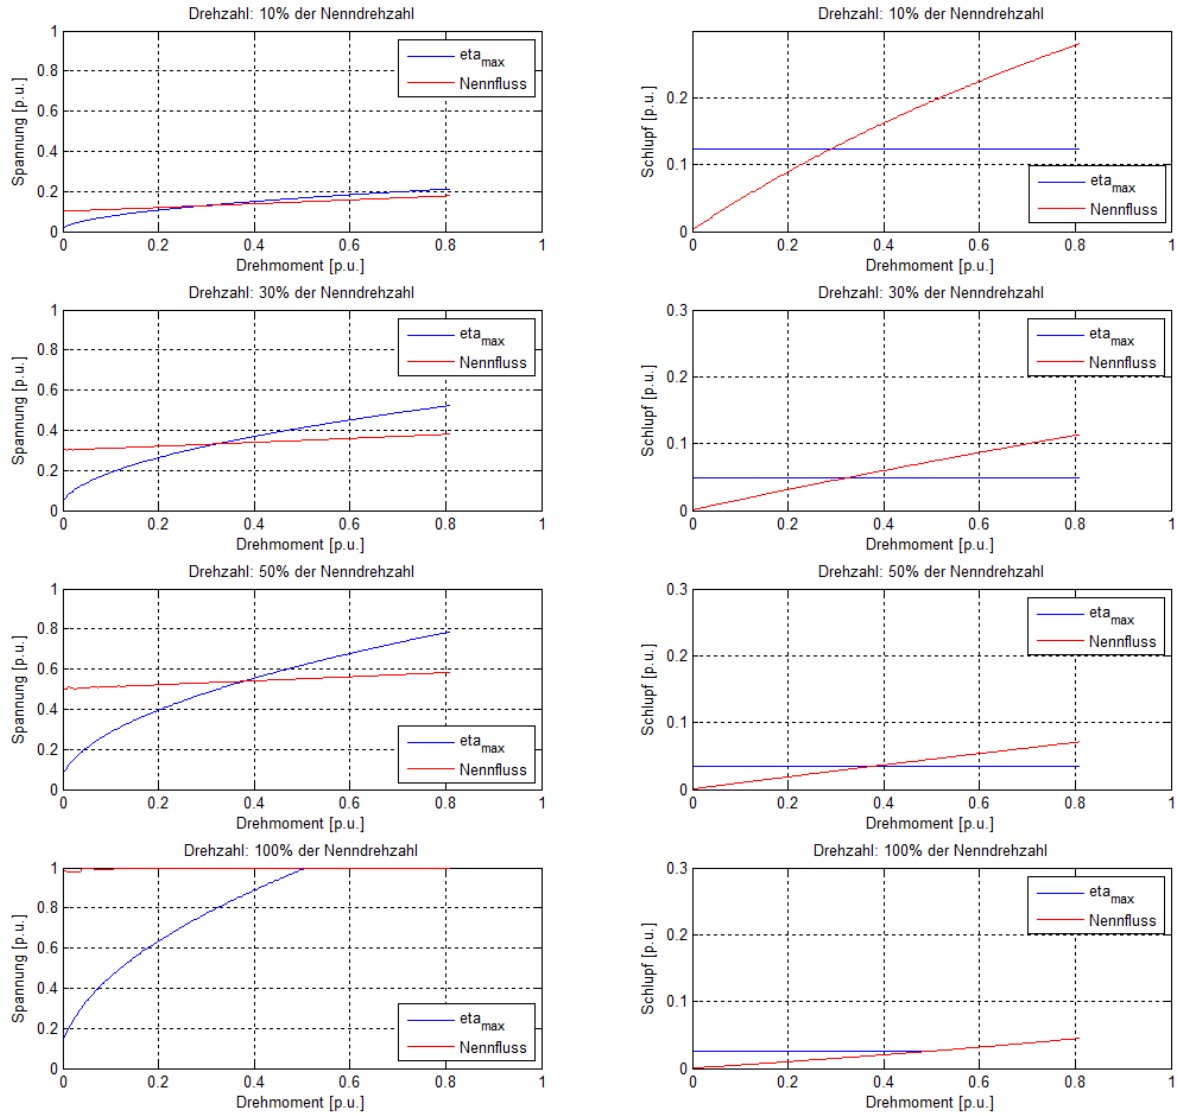 Drehzahl: 10% der Nenndrehzahl
1
0.8
0.6
0.4
0.2
0
Spannung [p.u.]
eta_max
Nennfluss
0 0.2 0.4 0.6 0.8 1
Drehmoment [p.u.]
Drehzahl: 10% der Nenndrehzahl
0.2
0.1
0
Schlupf [p.u.]
eta_max
Nennfluss
0 0.2 0.4 0.6 0.8 1
Drehmoment [p.u.]
Drehzahl: 30% der Nenndrehzahl
1
0.8
0.6
0.4
0.2
0
Spannung [p.u.]
eta_max
Nennfluss
0 0.2 0.4 0.6 0.8 1
Drehmoment [p.u.]
Drehzahl: 30% der Nenndrehzahl
0.3
0.2
0.1
0
Schlupf [p.u.]
eta_max
Nennfluss
0 0.2 0.4 0.6 0.8 1
Drehmoment [p.u.]
Drehzahl: 50% der Nenndrehzahl
1
0.8
0.6
0.4
0.2
0
Spannung [p.u.]
eta_max
Nennfluss
0 0.2 0.4 0.6 0.8 1
Drehmoment [p.u.]
Drehzahl: 50% der Nenndrehzahl
0.3
0.2
0.1
0
Schlupf [p.u.]
eta_max
Nennfluss
0 0.2 0.4 0.6 0.8 1
Drehmoment [p.u.]
Drehzahl: 100% der Nenndrehzahl
1
0.8
0.6
0.4
0.2
0
Spannung [p.u.]
eta_max
Nennfluss
0 0.2 0.4 0.6 0.8 1
Drehmoment [p.u.]
Drehzahl: 100% der Nenndrehzahl
0.3
0.2
0.1
0
Schlupf [p.u.]
eta_max
Nennfluss
0 0.2 0.4 0.6 0.8 1
Drehmoment [p.u.]